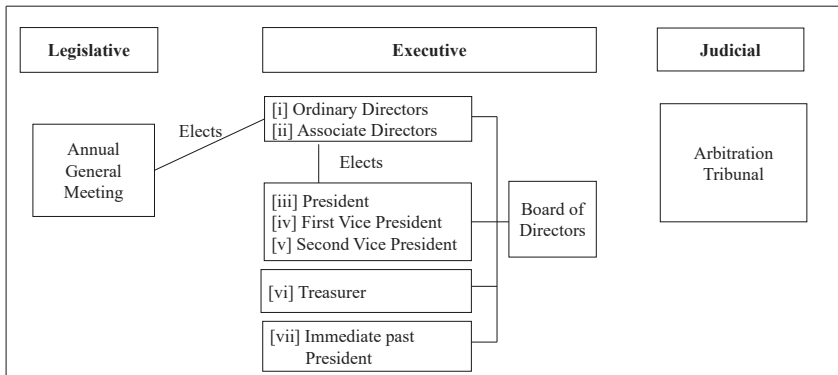 Legislative
Executive
Judicial
Annual
General
Meeting
Elects
[i] Ordinary Directors
[ii] Associate Directors
Elects
[iii] President
[iv] First Vice President
[v] Second Vice President
[vi] Treasurer
[vii] Immediate past
President
Board of
Directors
Arbitration
Tribunal